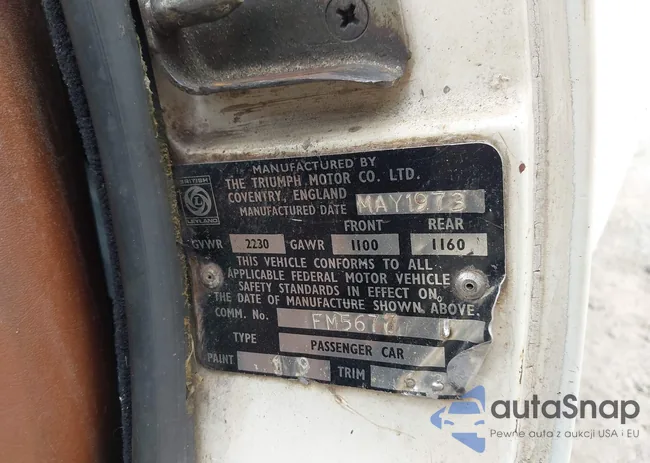 MANUFACTURED BY
BRITISH
LEYLAND
THE TRIUMPH MOTOR CO. LTD.
COVENTRY, ENGLAND
MANUFACTURED DATE MAY1973
FRONT REAR
GVWR 2230 GAWR 1100 1160
THIS VEHICLE CONFORMS TO ALL
APPLICABLE FEDERAL MOTOR VEHICLE
SAFETY STANDARDS IN EFFECT ON
THE DATE OF MANUFACTURE SHOWN ABOVE.
COMM. No.
TYPE PASSENGER CAR
PAINT 19 TRIM
autaSnap
Pewne auta z aukcji USA i EU